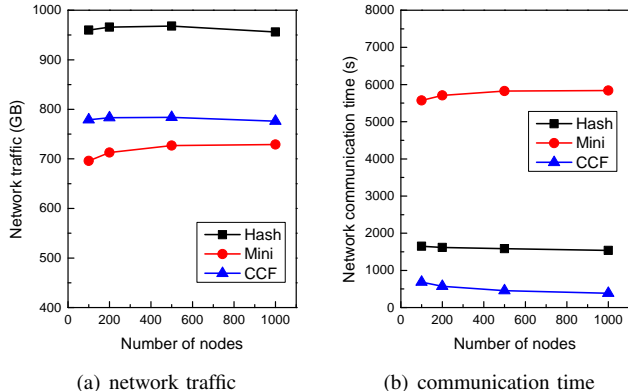 1000
900
800
700
600
500
400
0 200 400 600 800 1000
Network traffic (GB)
Number of nodes
Hash
Mini
CCF
(a) network traffic
8000
7000
6000
5000
4000
3000
2000
1000
0
0 200 400 600 800 1000
Network communication time (s)
Number of nodes
Hash
Mini
CCF
(b) communication time